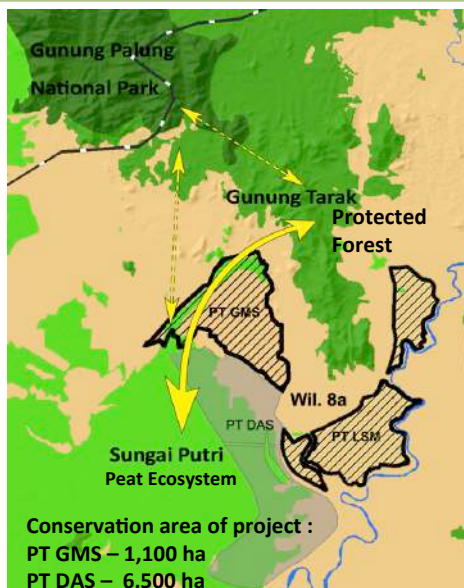 Gunung Palung
National Park
Gunung Tarak
Protected
Forest
PT GMS
Wil. 8a
PT DAS
PT LSM
Sungai Putri
Peat Ecosystem
Conservation area of project :
PT GMS – 1,100 ha
PT DAS – 6.500 ha